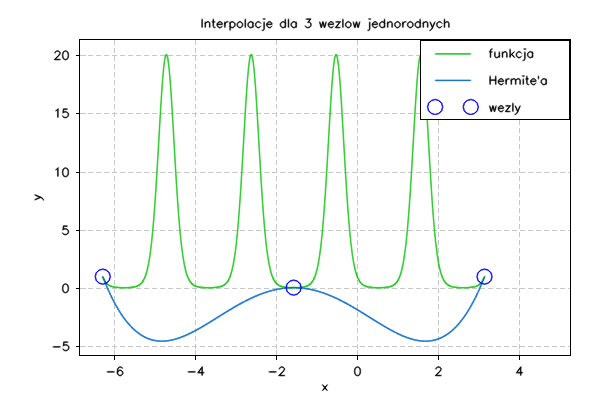 Interpolacje dla 3 wezlow jednorodnych
funkcja
Hermite'a
wezly
20
15
10
5
0
−5
y
−6 −4 −2 0 2 4
x